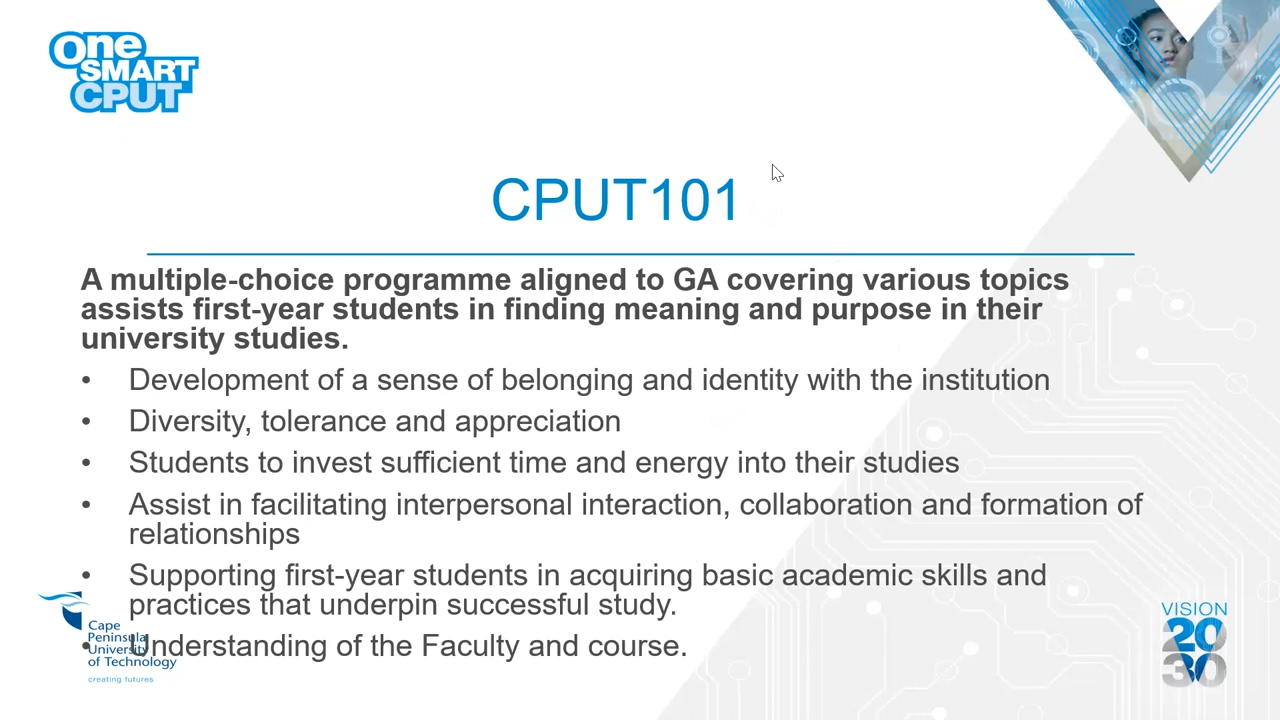 One
SMART
CPUT
CPUT101
A multiple-choice programme aligned to GA covering various topics
assists first-year students in finding meaning and purpose in their
university studies.
• Development of a sense of belonging and identity with the institution
• Diversity, tolerance and appreciation
• Students to invest sufficient time and energy into their studies
• Assist in facilitating interpersonal interaction, collaboration and formation of
relationships
• Supporting first-year students in acquiring basic academic skills and
practices that underpin successful study.
• Understanding of the Faculty and course.
Cape
Peninsula
University
of Technology
creating futures
VISION
20
30